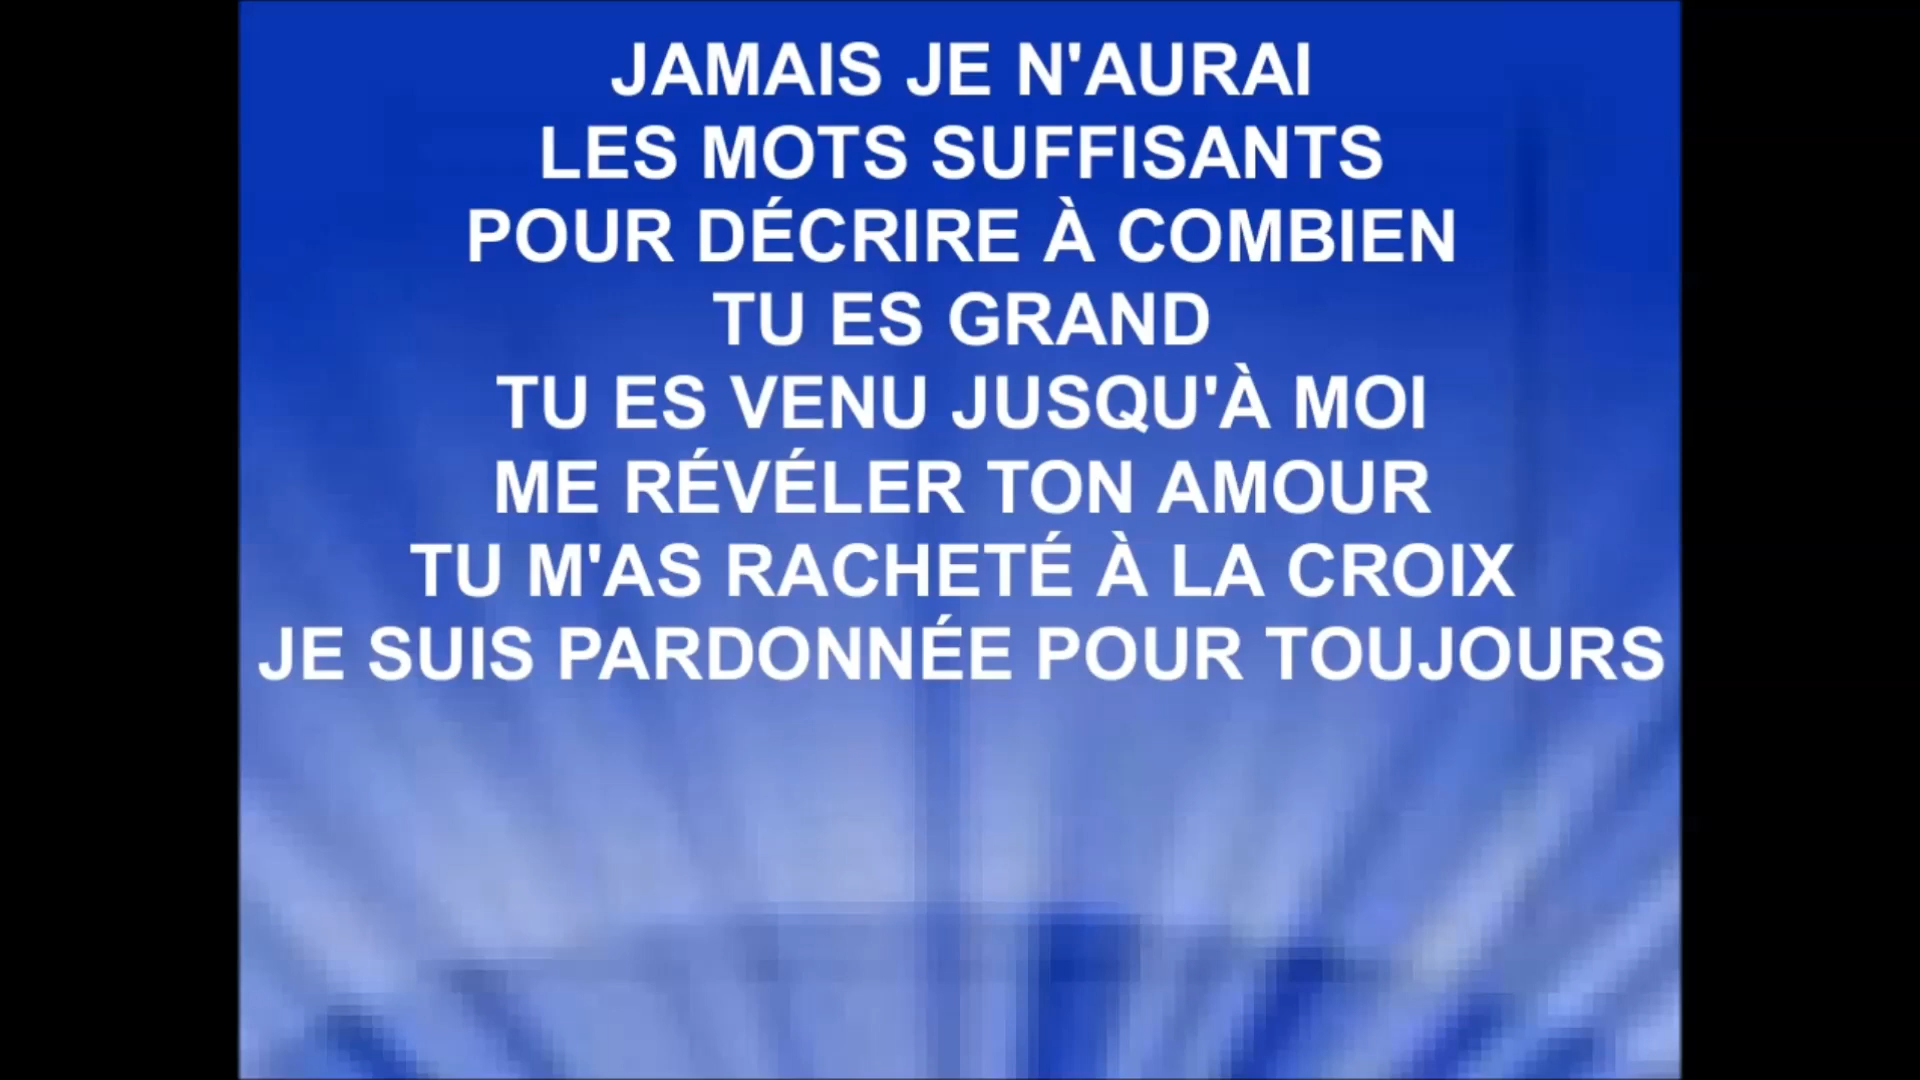 JAMAIS JE N'AURAI
LES MOTS SUFFISANTS
POUR DÉCRIRE À COMBIEN
TU ES GRAND
TU ES VENU JUSQU'À MOI
ME RÉVÉLER TON AMOUR
TU M'AS RACHETÉ À LA CROIX
JE SUIS PARDONNÉE POUR TOUJOURS